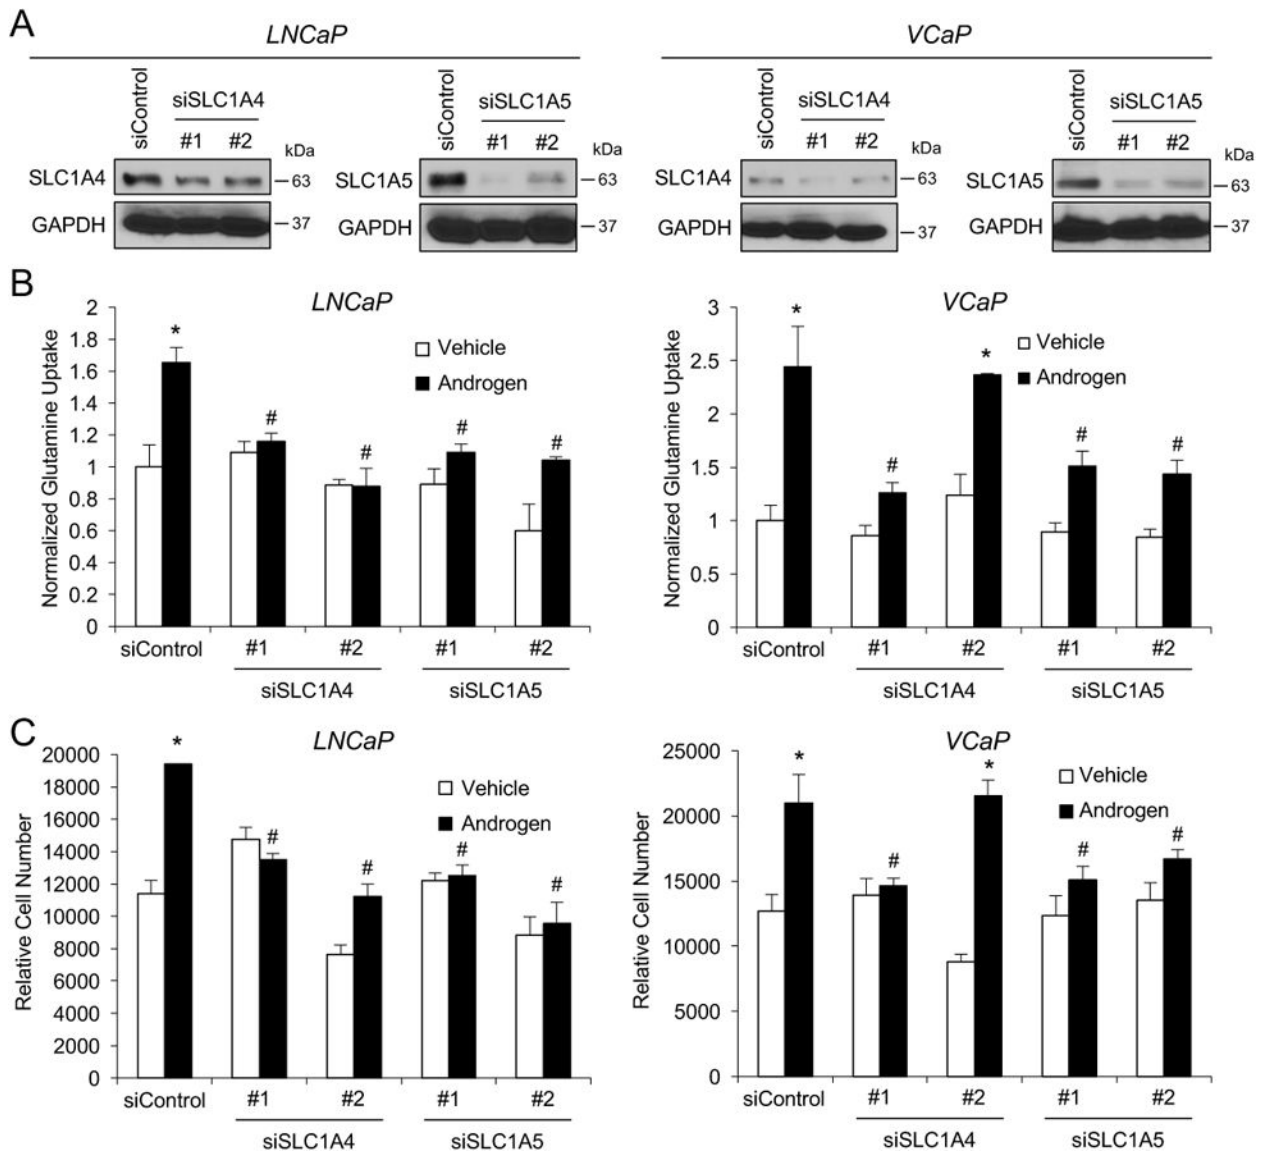 A
LNCaP
VCaP
siControl
siSLC1A4
#1 #2
kDa
SLC1A4
63
GAPDH
37
siControl
siSLC1A5
#1 #2
kDa
SLC1A5
63
GAPDH
37
siControl
siSLC1A4
#1 #2
kDa
SLC1A4
63
GAPDH
37
siControl
siSLC1A5
#1 #2
kDa
SLC1A5
63
GAPDH
37
B
LNCaP
Normalized Glutamine Uptake
2
1.8
1.6
1.4
1.2
1
0.8
0.6
0.4
0.2
0
* # # # #
Vehicle
Androgen
siControl #1 #2 #1 #2
siSLC1A4 siSLC1A5
VCaP
Normalized Glutamine Uptake
3
2.5
2
1.5
1
0.5
0
* # * # #
Vehicle
Androgen
siControl #1 #2 #1 #2
siSLC1A4 siSLC1A5
C
LNCaP
Relative Cell Number
20000
18000
16000
14000
12000
10000
8000
6000
4000
2000
0
* # # # #
Vehicle
Androgen
siControl #1 #2 #1 #2
siSLC1A4 siSLC1A5
VCaP
Relative Cell Number
25000
20000
15000
10000
5000
0
* # * # #
Vehicle
Androgen
siControl #1 #2 #1 #2
siSLC1A4 siSLC1A5